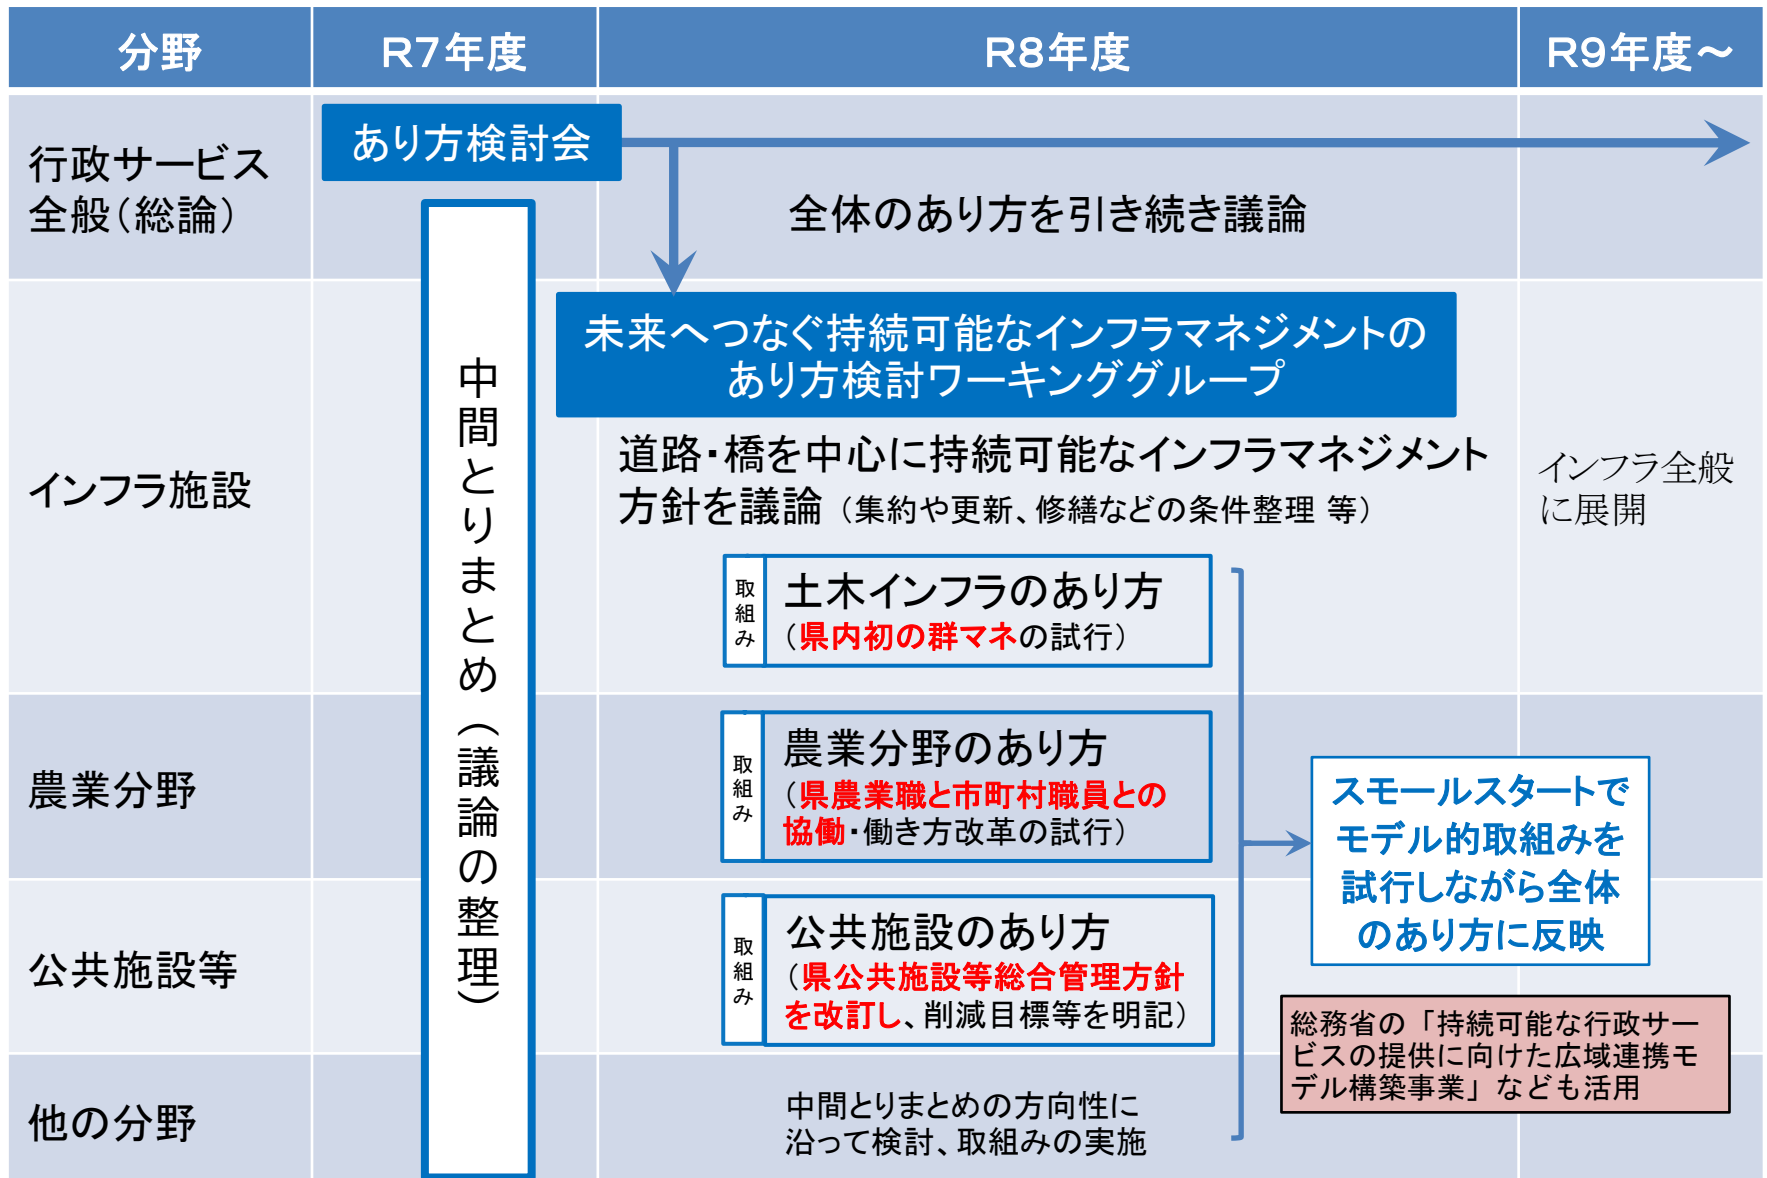 分野
R7年度
R8年度
R9年度～
行政サービス
全般（総論）
あり方検討会
全体のあり方を引き続き議論
中間とりまとめ（議論の整理）
インフラ施設
未来へつなぐ持続可能なインフラマネジメントの
あり方検討ワーキンググループ
道路・橋を中心に持続可能なインフラマネジメント
方針を議論（集約や更新、修繕などの条件整理 等）
インフラ全般
に展開
取組み
土木インフラのあり方
（県内初の群マネの試行）
農業分野
取組み
農業分野のあり方
（県農業職と市町村職員との
協働・働き方改革の試行）
スモールスタートで
モデル的取組みを
試行しながら全体
のあり方に反映
公共施設等
取組み
公共施設のあり方
（県公共施設等総合管理方針
を改訂し、削減目標等を明記）
総務省の「持続可能な行政サー
ビスの提供に向けた広域連携モ
デル構築事業」なども活用
他の分野
中間とりまとめの方向性に
沿って検討、取組みの実施